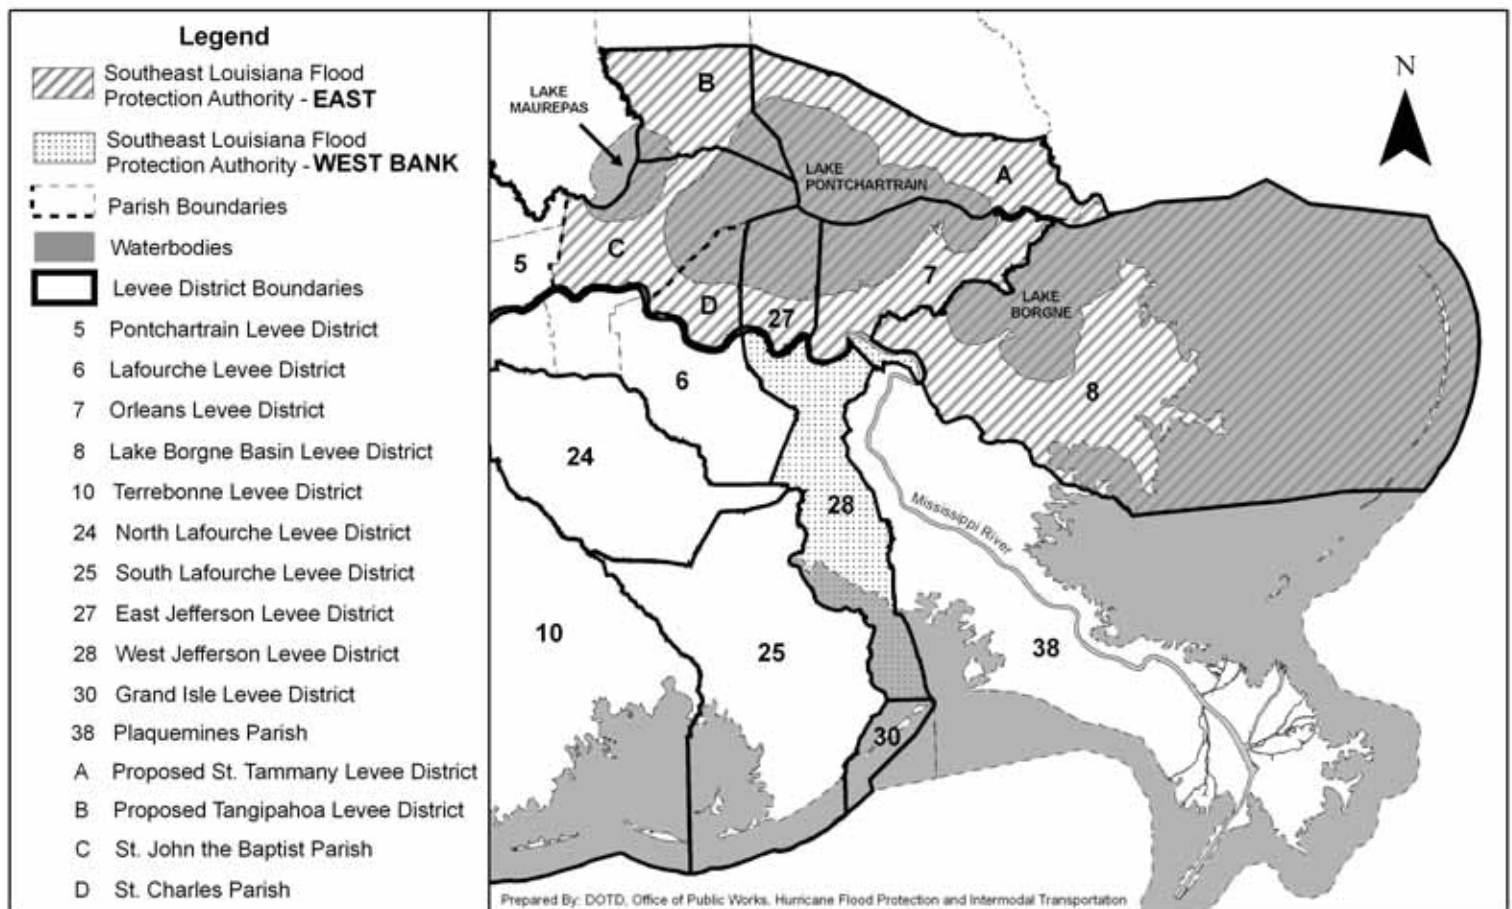 Legend
Southeast Louisiana Flood
Protection Authority - EAST
Southeast Louisiana Flood
Protection Authority - WEST BANK
Parish Boundaries
Waterbodies
Levee District Boundaries
5 Pontchartrain Levee District
6 Lafourche Levee District
7 Orleans Levee District
8 Lake Borgne Basin Levee District
10 Terrebonne Levee District
24 North Lafourche Levee District
25 South Lafourche Levee District
27 East Jefferson Levee District
28 West Jefferson Levee District
30 Grand Isle Levee District
38 Plaquemines Parish
A Proposed St. Tammany Levee District
B Proposed Tangipahoa Levee District
C St. John the Baptist Parish
D St. Charles Parish
N
B
LAKE
MAUREPAS
LAKE
PONTCHARTRAIN
A
C
5
7
D
27
LAKE
BORGNE
6
8
24
28
Mississippi River
10
25
38
30
Prepared By: DOTD, Office of Public Works, Hurricane Flood Protection and Intermodal Transportation